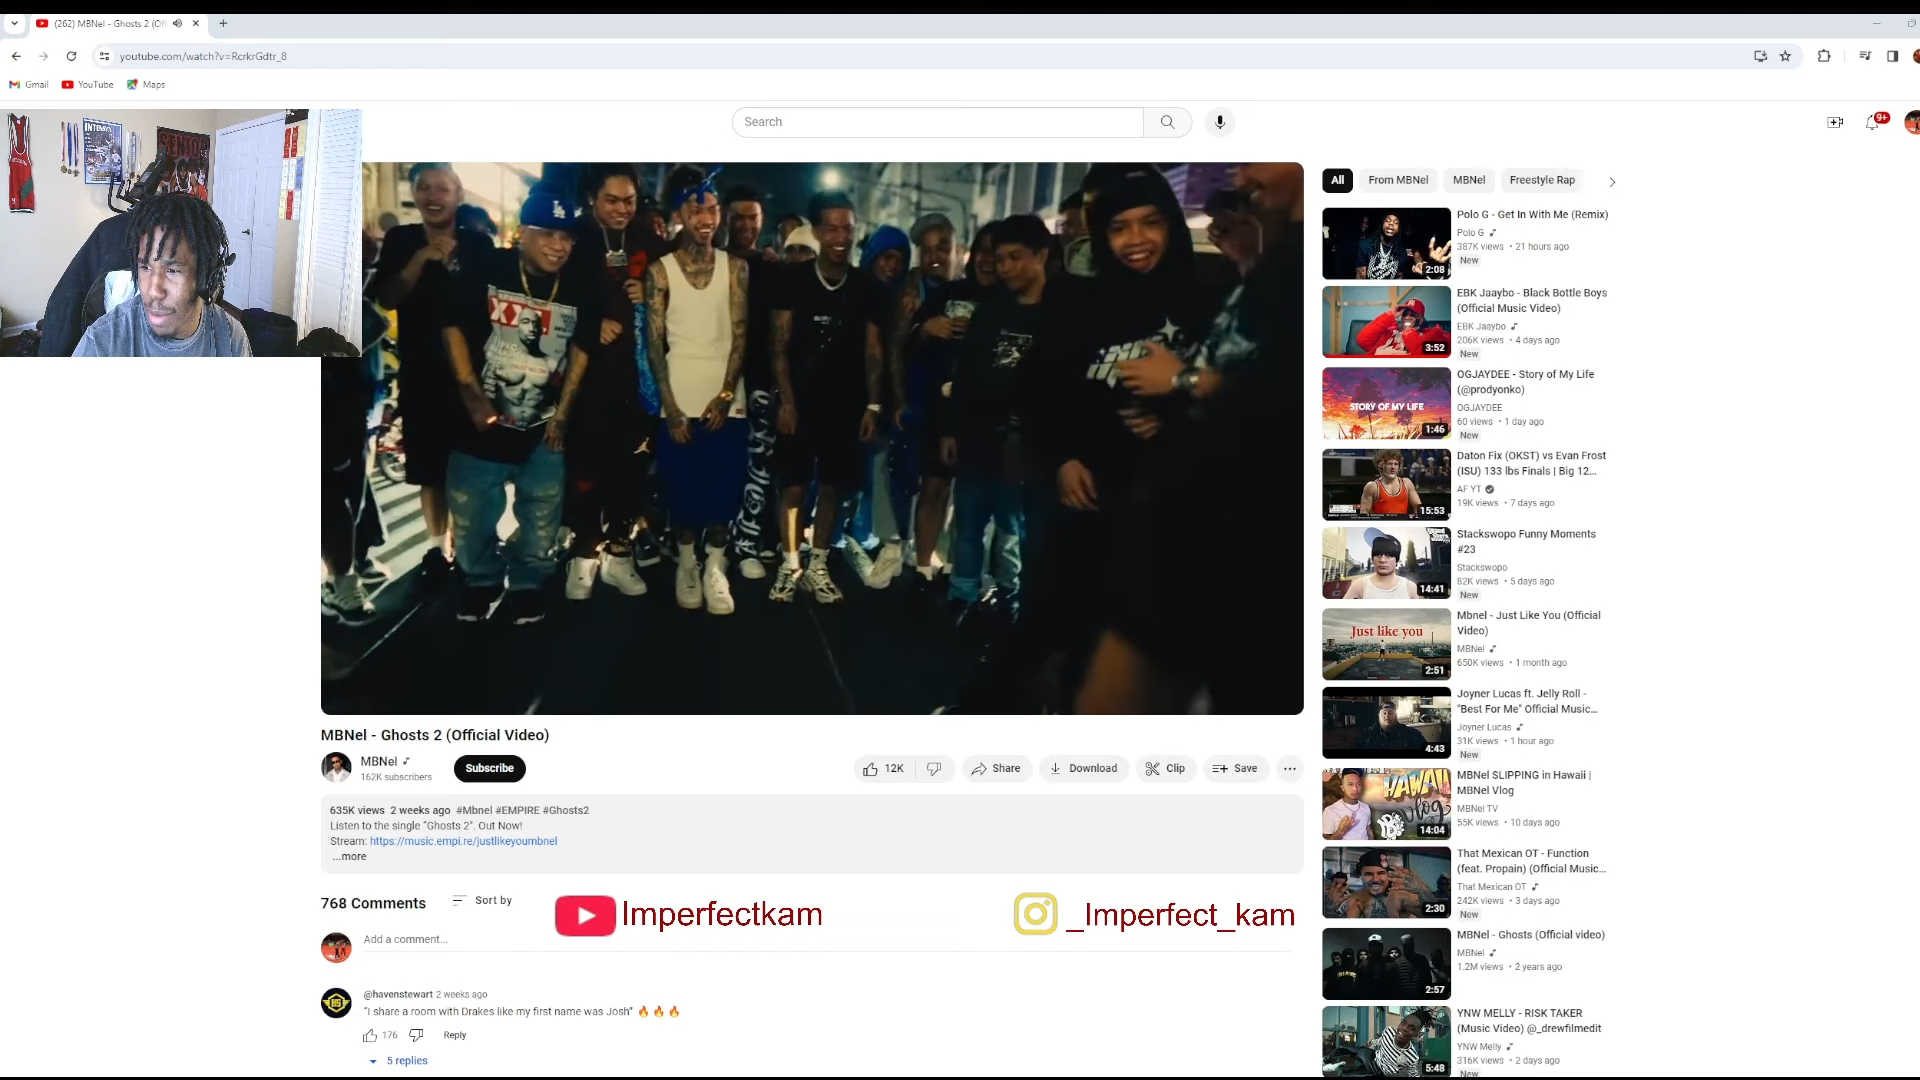 (262) MBNel - Ghosts 2 (Off
youtube.com/watch?v=RcrkrGdtr_8
Gmail
YouTube
Maps
Search
9+
INTENSITY
SENIOR
LA
XXL
MBNel - Ghosts 2 (Official Video)
MBNel
162K subscribers
Subscribe
12K
Share
Download
Clip
Save
635K views 2 weeks ago #Mbnel #EMPIRE #Ghosts2
Listen to the single "Ghosts 2". Out Now!
Stream: https://music.empi.re/justlikeyoumbnel
...more
768 Comments
Sort by
Imperfectkam
_Imperfect_kam
Add a comment...
@havenstewart 2 weeks ago
"I share a room with Drakes like my first name was Josh" 🔥 🔥 🔥
176
Reply
5 replies
All
From MBNel
MBNel
Freestyle Rap
Polo G - Get In With Me (Remix)
Polo G
387K views • 21 hours ago
New
2:08
EBK Jaaybo - Black Bottle Boys
(Official Music Video)
EBK Jaaybo
206K views • 4 days ago
New
3:52
OGJAYDEE - Story of My Life
(@prodyonko)
OGJAYDEE
60 views • 1 day ago
New
STORY OF MY LIFE
1:46
Daton Fix (OKST) vs Evan Frost
(ISU) 133 lbs Finals | Big 12...
AF YT
19K views • 7 days ago
15:53
Stackswopo Funny Moments
#23
Stackswopo
82K views • 5 days ago
New
14:41
Mbnel - Just Like You (Official
Video)
MBNel
650K views • 1 month ago
Just like you
2:51
Joyner Lucas ft. Jelly Roll -
"Best For Me" Official Music...
Joyner Lucas
31K views • 1 hour ago
New
4:43
MBNel SLIPPING in Hawaii |
MBNel Vlog
MBNel TV
55K views • 10 days ago
HAWAII
Vlog
14:04
That Mexican OT - Function
(feat. Propain) (Official Music...
That Mexican OT
242K views • 3 days ago
New
2:30
MBNel - Ghosts (Official video)
MBNel
1.2M views • 2 years ago
2:57
YNW MELLY - RISK TAKER
(Music Video) @_drewfilmedit
YNW Melly
316K views • 2 days ago
New
5:48